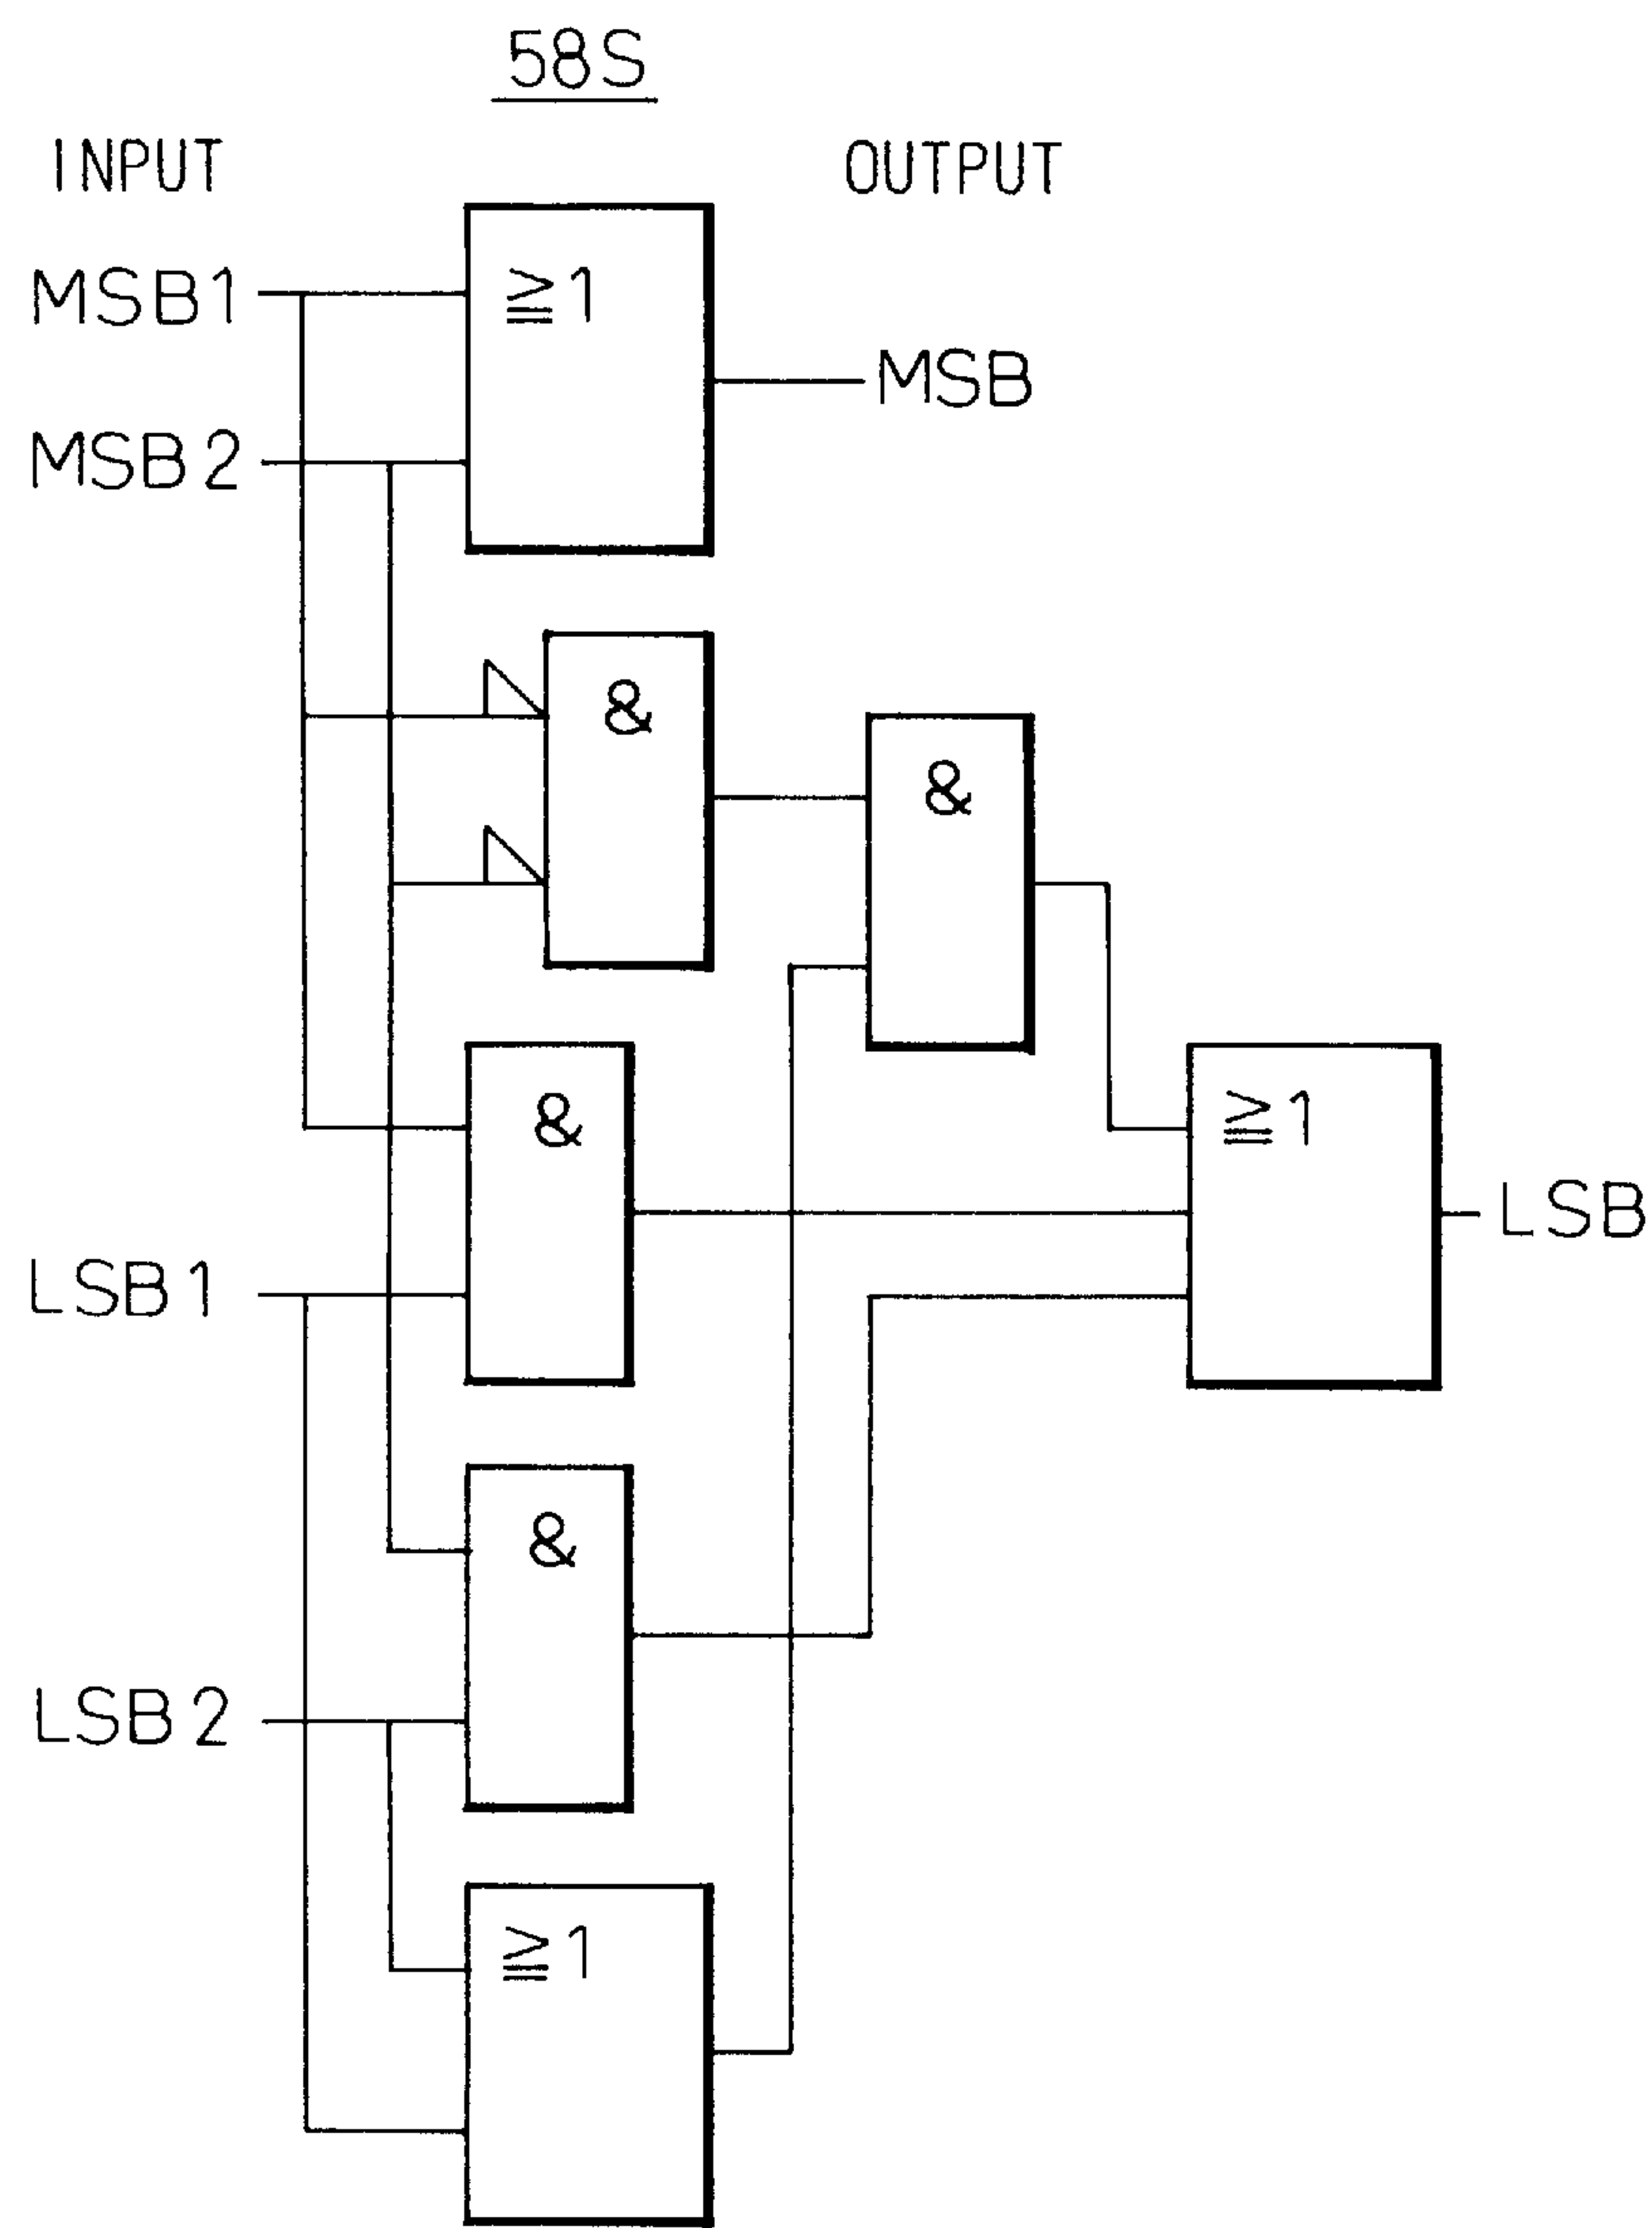 58S
INPUT
OUTPUT
MSB1
≧1
MSB
MSB2
&
&
&
≧1
LSB
LSB1
&
LSB2
≧1